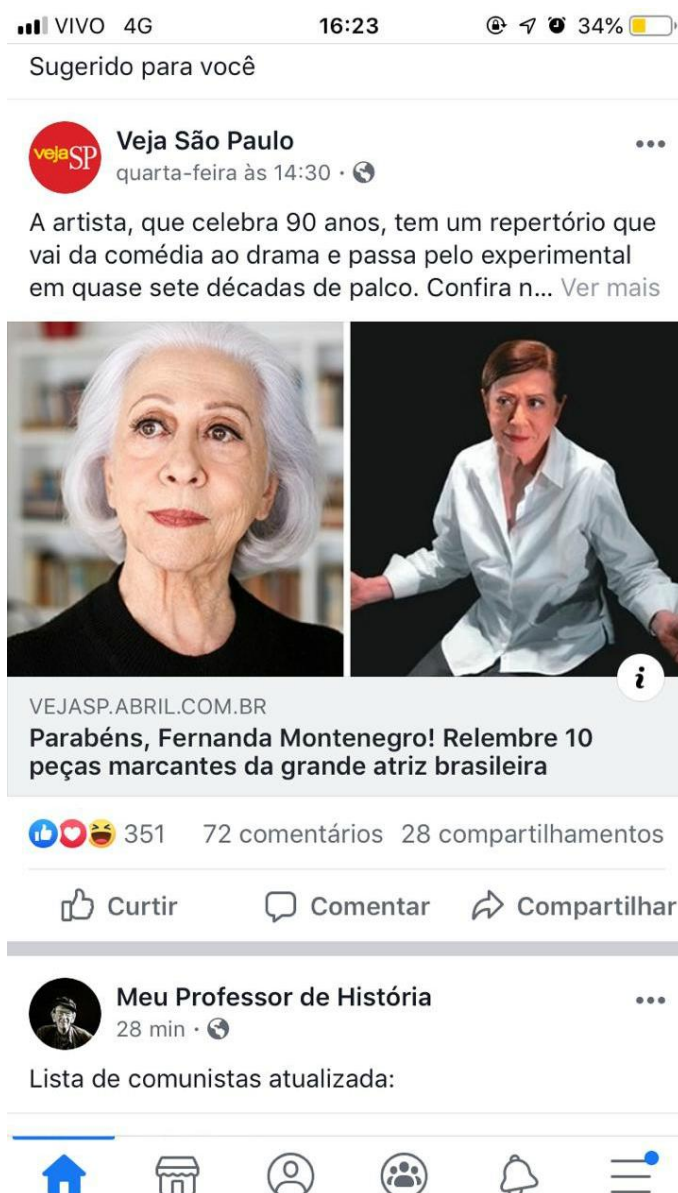 VIVO 4G 16:23 34%
Sugerido para você
vejaSP
Veja São Paulo
quarta-feira às 14:30 ·
A artista, que celebra 90 anos, tem um repertório que
vai da comédia ao drama e passa pelo experimental
em quase sete décadas de palco. Confira n... Ver mais
i
VEJASP.ABRIL.COM.BR
Parabéns, Fernanda Montenegro! Relembre 10
peças marcantes da grande atriz brasileira
351 72 comentários 28 compartilhamentos
Curtir Comentar Compartilhar
Meu Professor de História
28 min ·
Lista de comunistas atualizada: